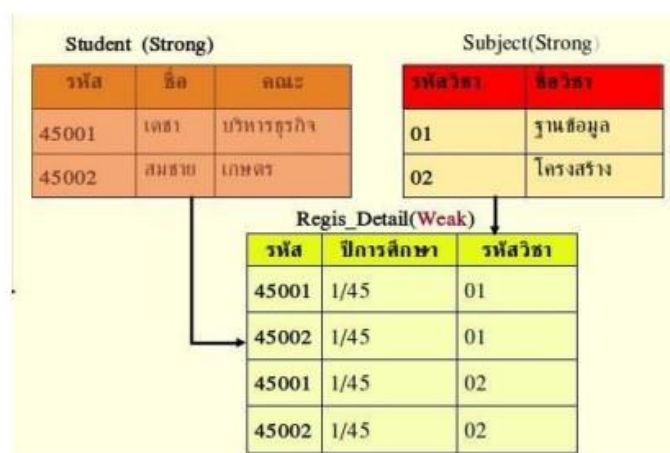 Student (Strong)
Subject(Strong)
รหัส ชื่อ คณะ
45001 เดชา บริหารธุรกิจ
45002 สมชาย เกษตร
รหัสวิชา ชื่อวิชา
01 ฐานข้อมูล
02 โครงสร้าง
Regis_Detail(Weak)
รหัส ปีการศึกษา รหัสวิชา
45001 1/45 01
45002 1/45 01
45001 1/45 02
45002 1/45 02